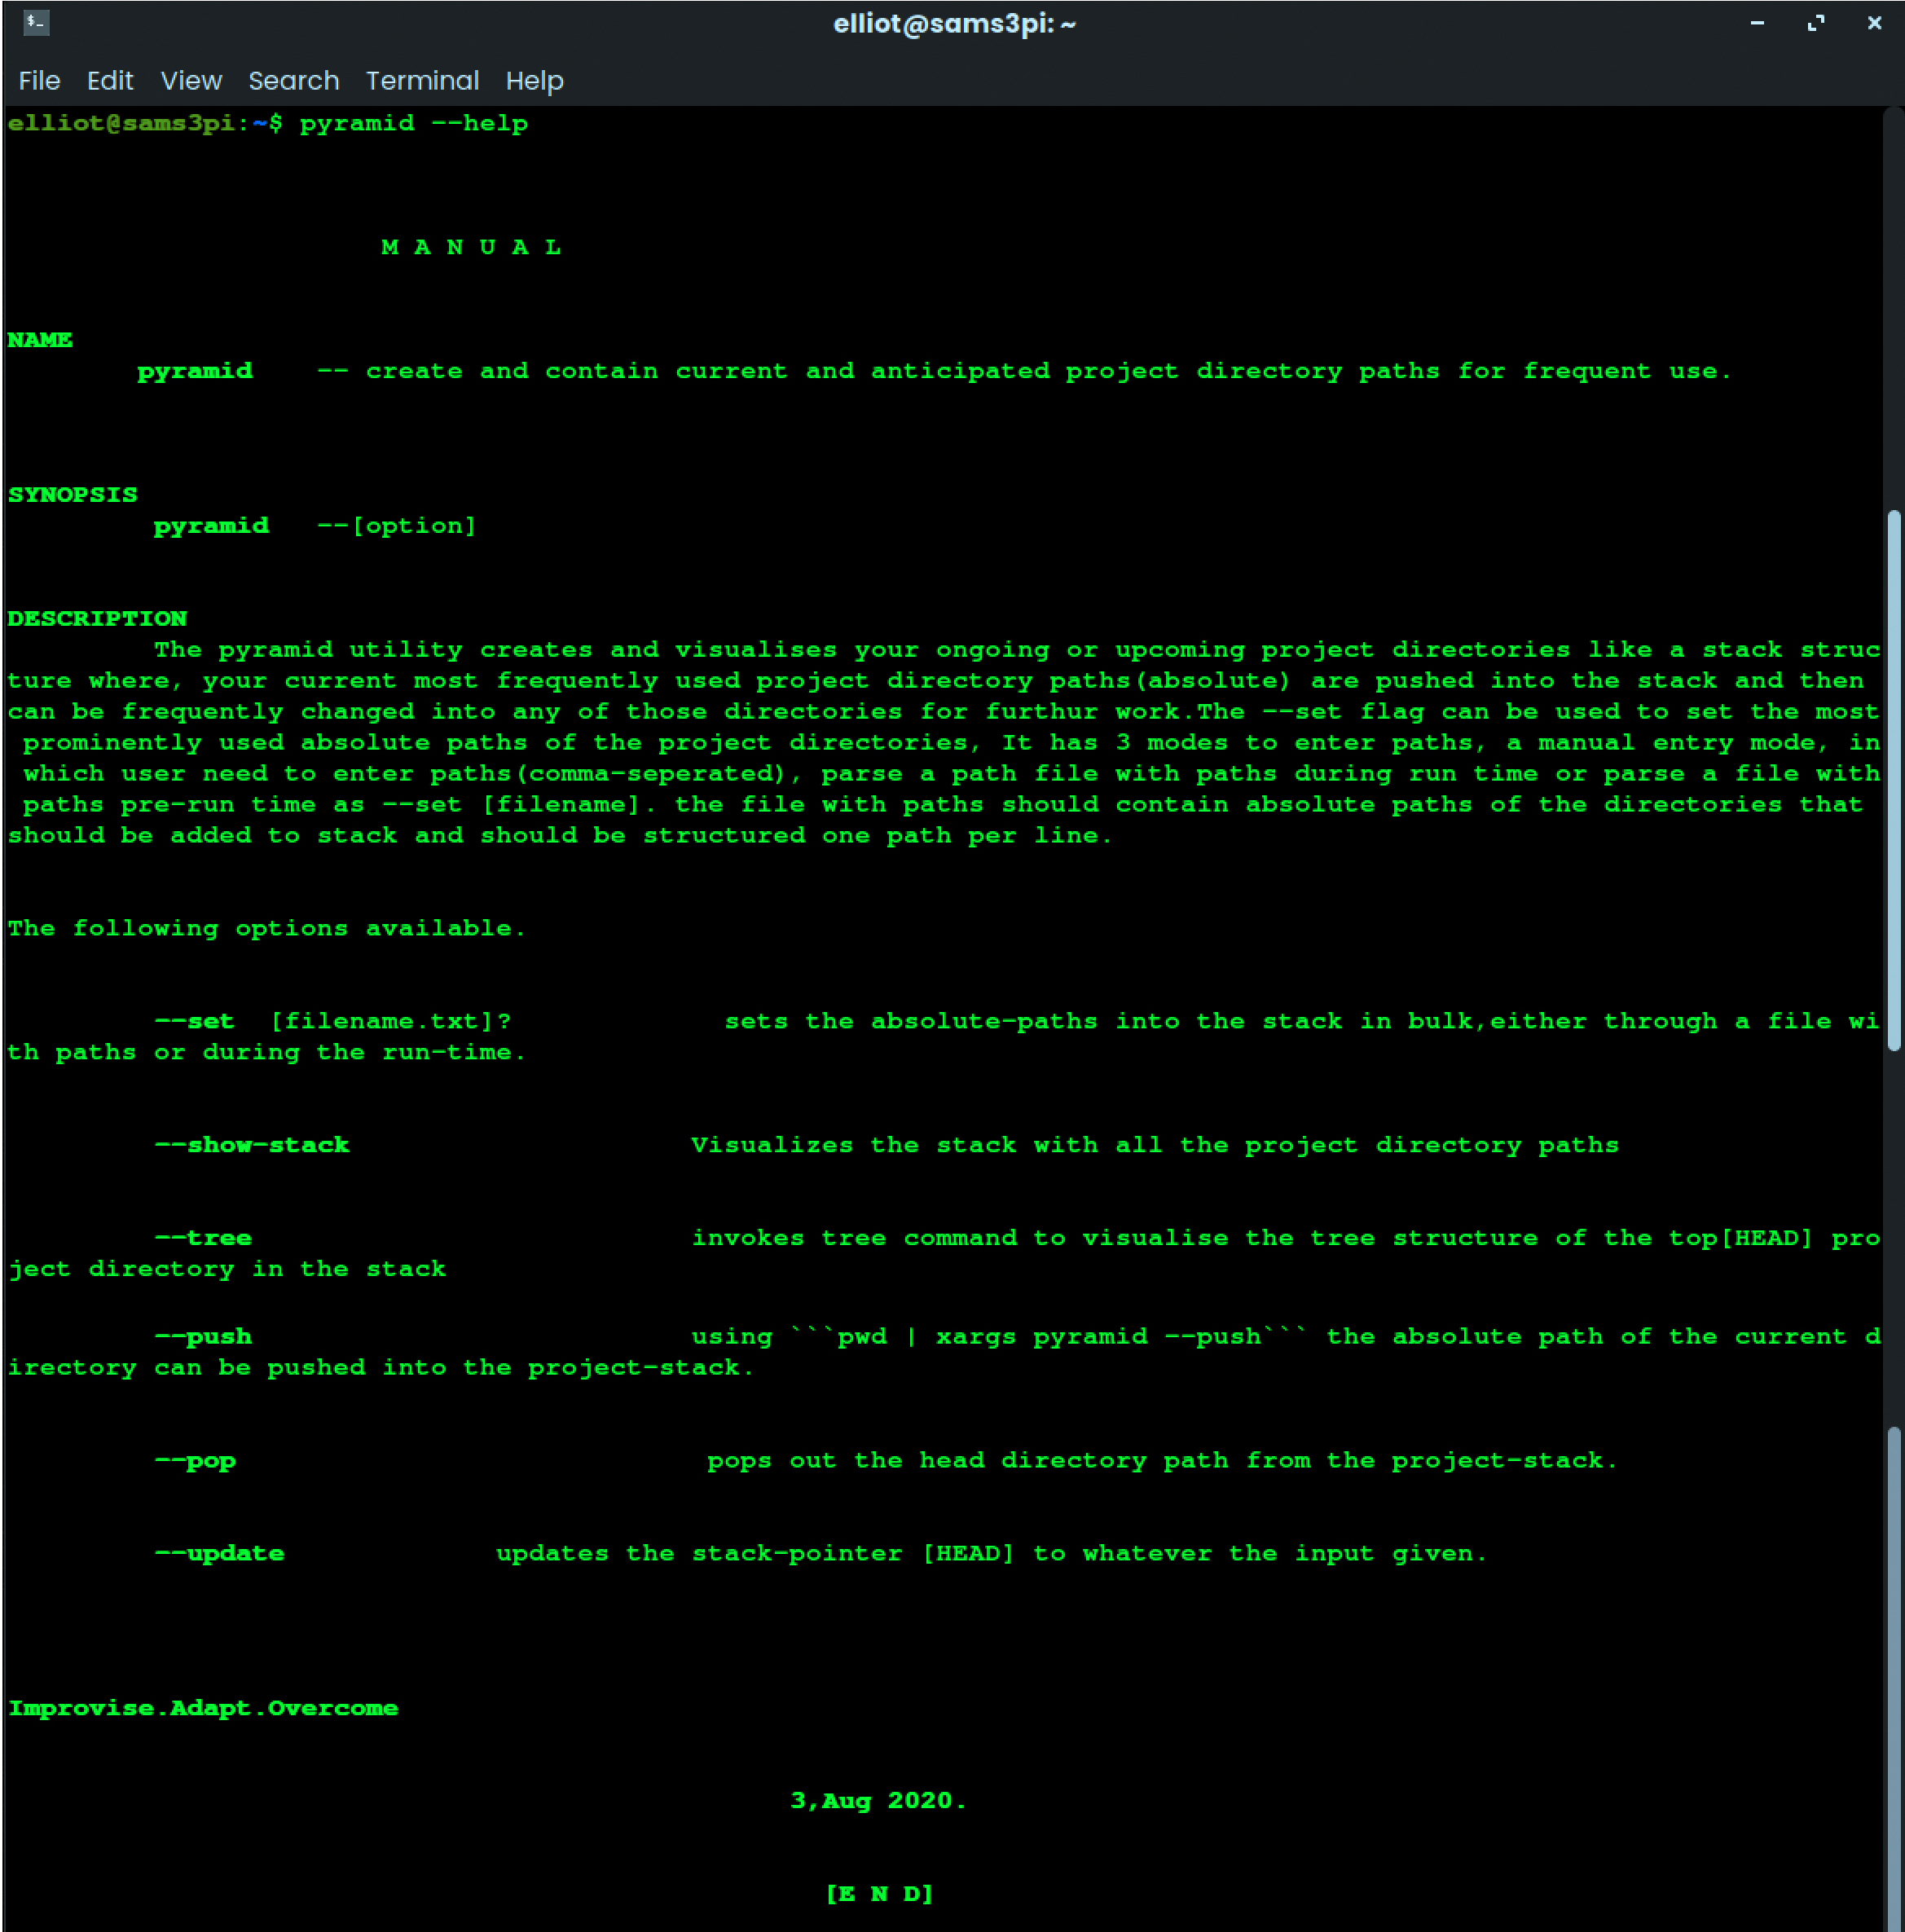 $_
elliot@sams3pi: ~
File Edit View Search Terminal Help
elliot@sams3pi:~$ pyramid --help
M A N U A L
NAME
pyramid -- create and contain current and anticipated project directory paths for frequent use.
SYNOPSIS
pyramid --[option]
DESCRIPTION
The pyramid utility creates and visualises your ongoing or upcoming project directories like a stack struc
ture where, your current most frequently used project directory paths(absolute) are pushed into the stack and then
can be frequently changed into any of those directories for furthur work.The --set flag can be used to set the most
prominently used absolute paths of the project directories, It has 3 modes to enter paths, a manual entry mode, in
which user need to enter paths(comma-seperated), parse a path file with paths during run time or parse a file with
paths pre-run time as --set [filename]. the file with paths should contain absolute paths of the directories that
should be added to stack and should be structured one path per line.
The following options available.
--set [filename.txt]? sets the absolute-paths into the stack in bulk,either through a file wi
th paths or during the run-time.
--show-stack Visualizes the stack with all the project directory paths
--tree invokes tree command to visualise the tree structure of the top[HEAD] pro
ject directory in the stack
--push using ```pwd | xargs pyramid --push``` the absolute path of the current d
irectory can be pushed into the project-stack.
--pop pops out the head directory path from the project-stack.
--update updates the stack-pointer [HEAD] to whatever the input given.
Improvise.Adapt.Overcome
3,Aug 2020.
[E N D]